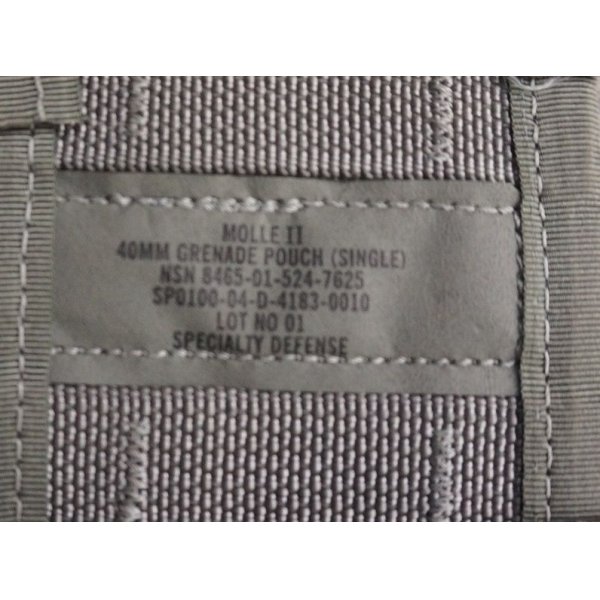 MOLLE II
40MM GRENADE POUCH (SINGLE)
NSN 8465-01-524-7625
SP0100-04-D-4183-0010
LOT NO 01
SPECIALTY DEFENSE